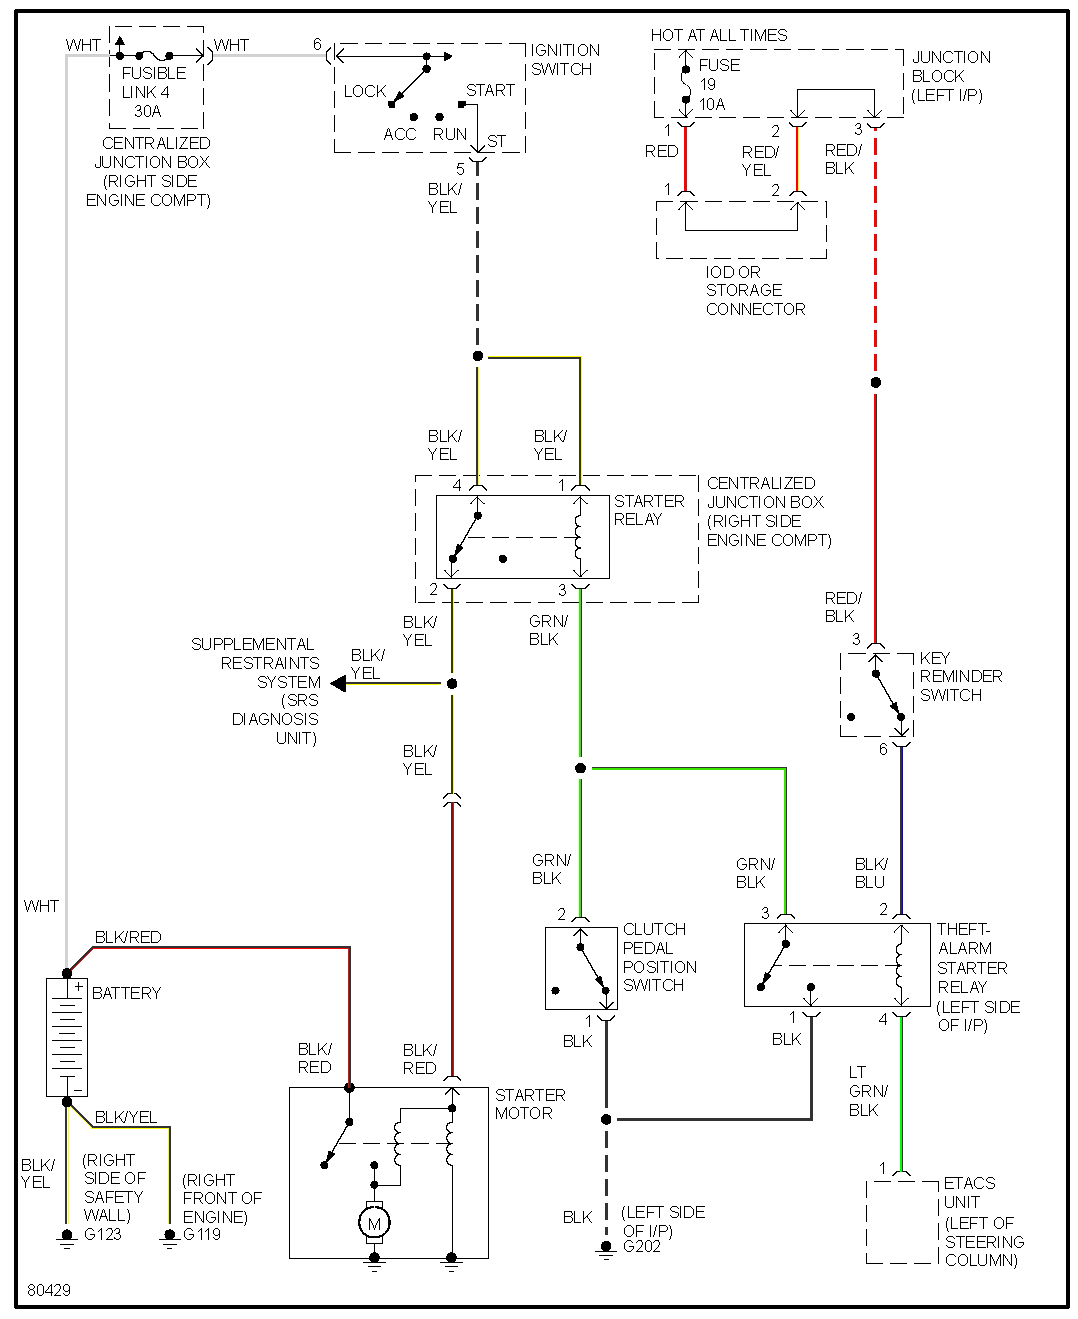 WHT
FUSIBLE
LINK 4
30A
WHT
CENTRALIZED
JUNCTION BOX
(RIGHT SIDE
ENGINE COMPT)
6
IGNITION
SWITCH
LOCK
START
ACC
RUN
ST
5
BLK/
YEL
HOT AT ALL TIMES
FUSE
19
10A
JUNCTION
BLOCK
(LEFT I/P)
1
2
3
RED
RED/
YEL
RED/
BLK
1
2
IOD OR
STORAGE
CONNECTOR
BLK/
YEL
BLK/
YEL
4
1
STARTER
RELAY
CENTRALIZED
JUNCTION BOX
(RIGHT SIDE
ENGINE COMPT)
2
3
BLK/
YEL
GRN/
BLK
SUPPLEMENTAL
RESTRAINTS
SYSTEM
(SRS
DIAGNOSIS
UNIT)
BLK/
YEL
BLK/
YEL
RED/
BLK
3
KEY
REMINDER
SWITCH
6
GRN/
BLK
GRN/
BLK
BLK/
BLU
2
CLUTCH
PEDAL
POSITION
SWITCH
1
BLK
3
2
THEFT-
ALARM
STARTER
RELAY
(LEFT SIDE
OF I/P)
1
4
BLK
LT
GRN/
BLK
WHT
BLK/RED
+
BATTERY
-
BLK/YEL
BLK/
YEL
(RIGHT
SIDE OF
SAFETY
WALL)
G123
(RIGHT
FRONT OF
ENGINE)
G119
BLK/
RED
BLK/
RED
STARTER
MOTOR
M
BLK
(LEFT SIDE
OF I/P)
G202
1
ETACS
UNIT
(LEFT OF
STEERING
COLUMN)
80429